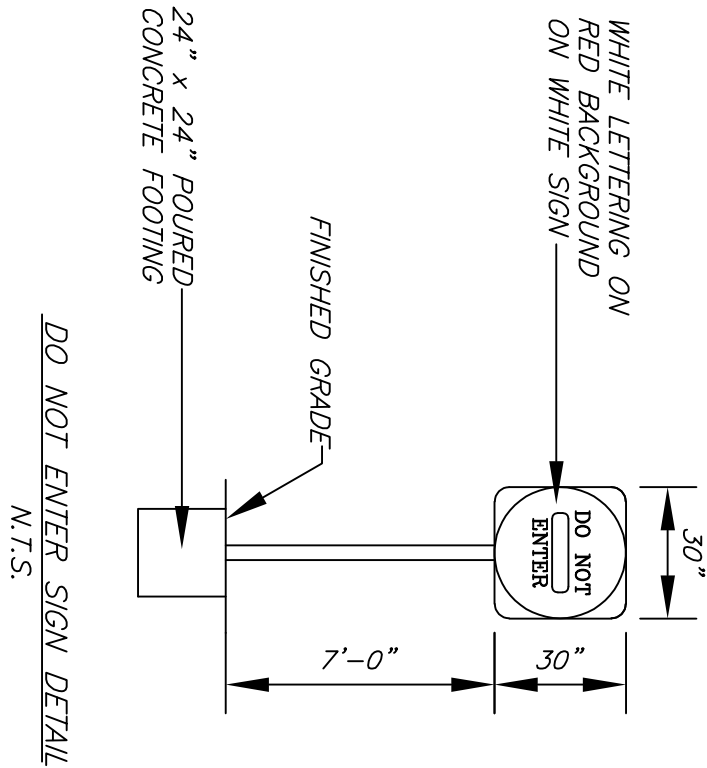 WHITE LETTERING ON
RED BACKGROUND
ON WHITE SIGN
30"
DO NOT
ENTER
30"
7'-0"
FINISHED GRADE
24" x 24" POURED
CONCRETE FOOTING
DO NOT ENTER SIGN DETAIL
N.T.S.